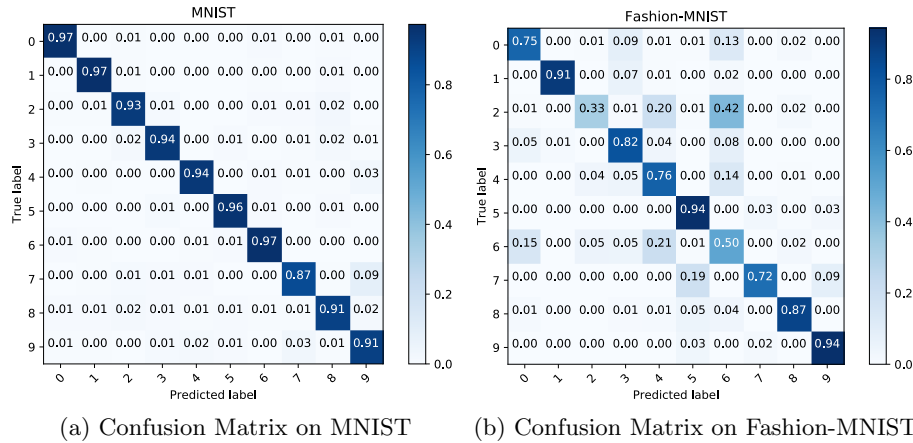 MNIST
0 0.97 0.00 0.01 0.00 0.00 0.00 0.01 0.00 0.01 0.00
1 0.00 0.97 0.01 0.00 0.00 0.00 0.00 0.00 0.01 0.00
2 0.00 0.01 0.93 0.01 0.00 0.00 0.01 0.01 0.02 0.00
3 0.00 0.00 0.02 0.94 0.00 0.01 0.00 0.01 0.02 0.01
4 0.00 0.00 0.00 0.00 0.94 0.00 0.01 0.00 0.00 0.03
5 0.01 0.00 0.00 0.01 0.00 0.96 0.01 0.00 0.01 0.00
6 0.01 0.00 0.00 0.00 0.00 0.01 0.97 0.00 0.00 0.00
7 0.00 0.01 0.01 0.01 0.00 0.00 0.00 0.87 0.00 0.09
8 0.01 0.01 0.02 0.01 0.01 0.01 0.01 0.01 0.91 0.02
9 0.01 0.01 0.00 0.01 0.02 0.01 0.00 0.03 0.01 0.91
0 1 2 3 4 5 6 7 8 9
True label
Predicted label
0.8
0.6
0.4
0.2
0.0
Fashion-MNIST
0 0.75 0.00 0.01 0.09 0.01 0.01 0.13 0.00 0.02 0.00
1 0.00 0.91 0.00 0.07 0.01 0.00 0.02 0.00 0.00 0.00
2 0.01 0.00 0.33 0.01 0.20 0.00 0.42 0.00 0.02 0.00
3 0.05 0.01 0.00 0.82 0.04 0.00 0.08 0.00 0.00 0.00
4 0.00 0.00 0.04 0.05 0.76 0.00 0.14 0.00 0.01 0.00
5 0.00 0.00 0.00 0.00 0.00 0.94 0.00 0.03 0.00 0.03
6 0.15 0.00 0.05 0.05 0.21 0.01 0.50 0.00 0.02 0.00
7 0.00 0.00 0.00 0.00 0.00 0.19 0.00 0.72 0.00 0.09
8 0.01 0.00 0.01 0.01 0.00 0.05 0.04 0.00 0.87 0.00
9 0.00 0.00 0.00 0.00 0.00 0.03 0.00 0.02 0.00 0.94
0 1 2 3 4 5 6 7 8 9
True label
Predicted label
0.8
0.6
0.4
0.2
0.0
(a) Confusion Matrix on MNIST
(b) Confusion Matrix on Fashion-MNIST